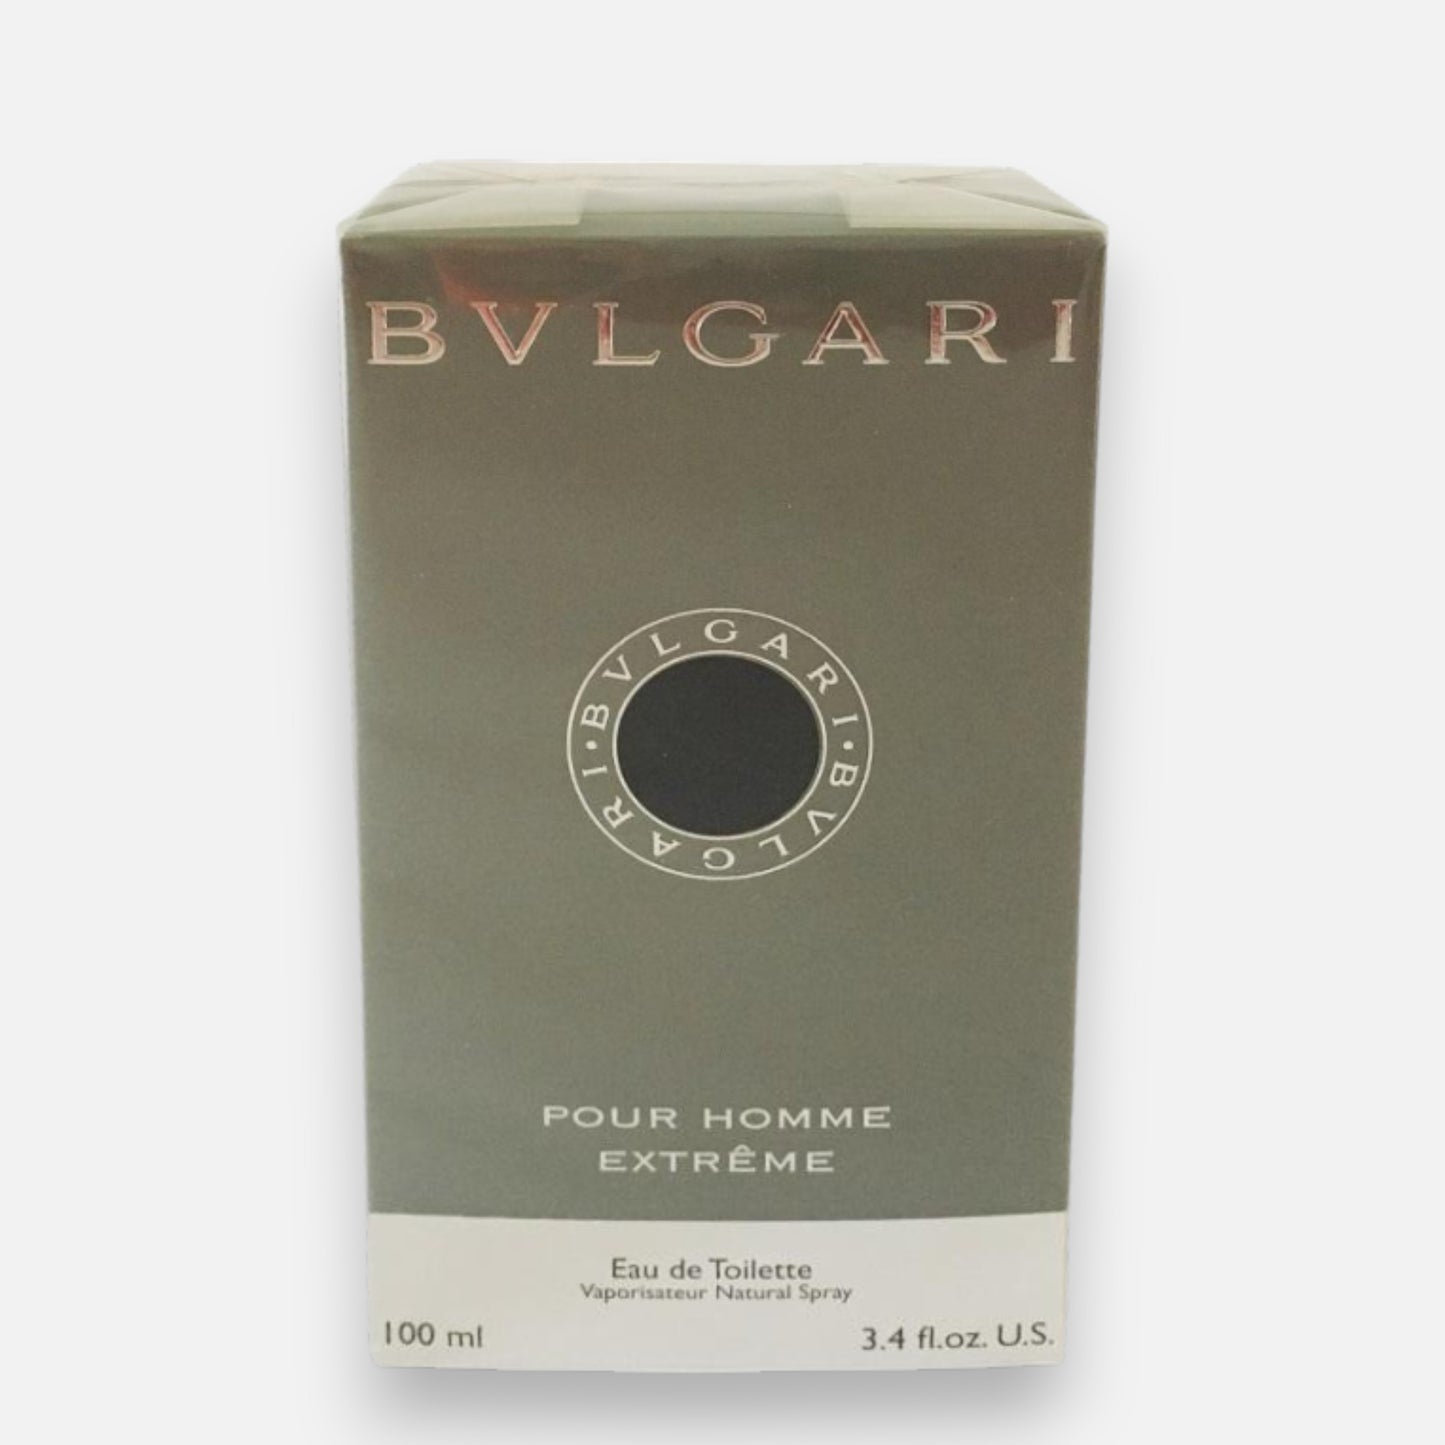 BVLGARI
BVLGARI · BVLGARI ·
POUR HOMME
EXTRÊME
Eau de Toilette
Vaporisateur Natural Spray
100 ml 3.4 fl.oz. U.S.